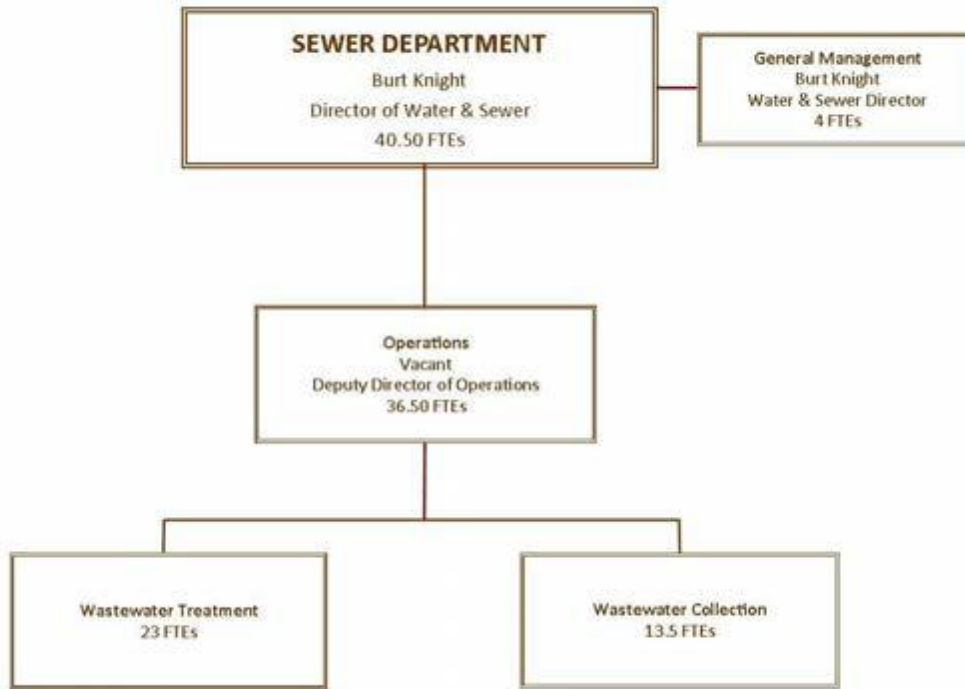 SEWER DEPARTMENT
Burt Knight
Director of Water & Sewer
40.50 FTEs
General Management
Burt Knight
Water & Sewer Director
4 FTEs
Operations
Vacant
Deputy Director of Operations
36.50 FTEs
Wastewater Treatment
23 FTEs
Wastewater Collection
13.5 FTEs